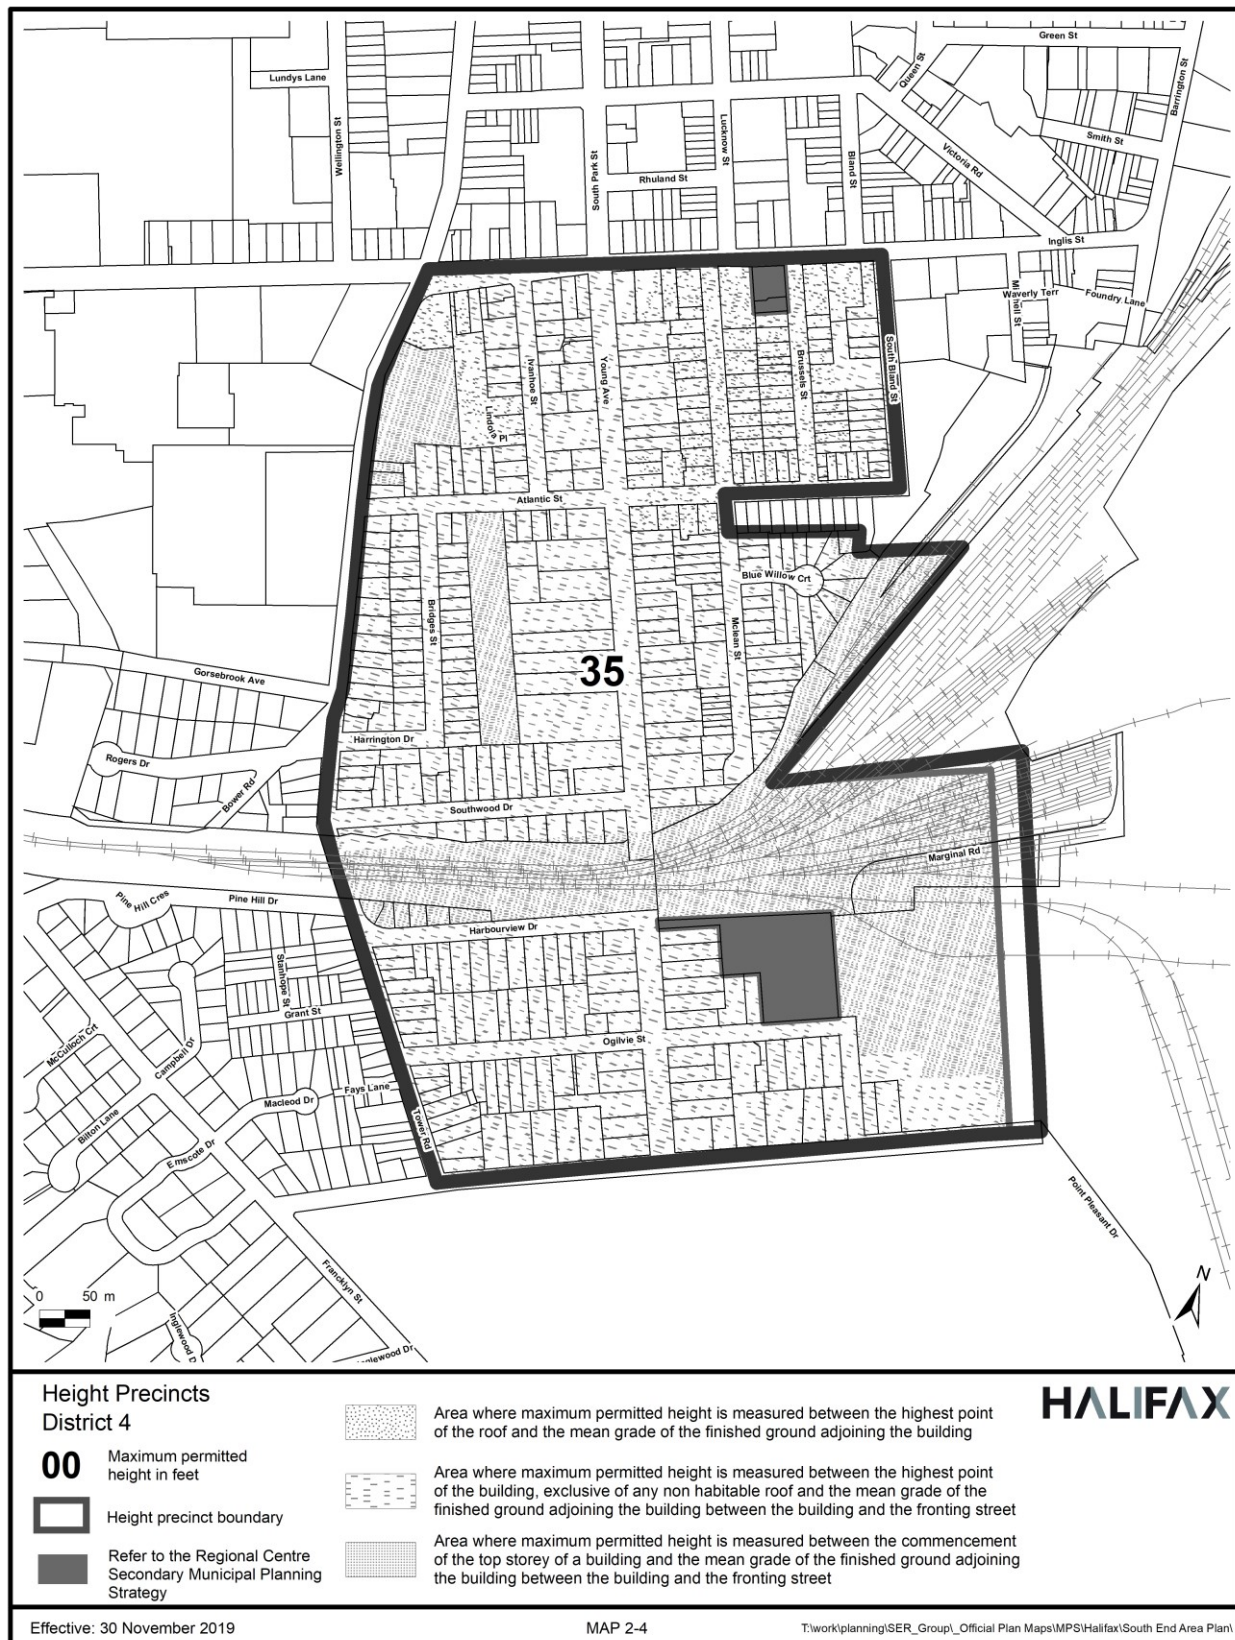 Green St
Lundys Lane
Queen St
Barrington St
Wellington St
Lucknow St
Smith St
Victoria Rd
Bland St
South Park St
Rhuland St
Inglis St
Waverly Terr
Foundry Lane
Ivanhoe St
Young Ave
Brussels St
South Bland St
Lindola Pl
Atlantic St
Blue Willow Crt
Bridges St
Mclean St
35
Gorsebrook Ave
Harrington Dr
Rogers Dr
Bower Rd
Southwood Dr
Marginal Rd
Pine Hill Cres
Pine Hill Dr
Harbourview Dr
Stanhope St
Grant St
McCulloch Crt
Campbell Dr
Ogilvie St
Fays Lane
Macleod Dr
Bilton Lane
Tower Rd
Emscote Dr
Point Pleasant Dr
Francklyn St
N
0 50 m
Height Precincts
District 4
00 Maximum permitted
height in feet
Height precinct boundary
Refer to the Regional Centre
Secondary Municipal Planning
Strategy
Area where maximum permitted height is measured between the highest point
of the roof and the mean grade of the finished ground adjoining the building
Area where maximum permitted height is measured between the highest point
of the building, exclusive of any non habitable roof and the mean grade of the
finished ground adjoining the building between the building and the fronting street
Area where maximum permitted height is measured between the commencement
of the top storey of a building and the mean grade of the finished ground adjoining
the building between the building and the fronting street
HALIFAX
Effective: 30 November 2019
MAP 2-4
T:\work\planning\SER_Group\_Official Plan Maps\MPS\Halifax\South End Area Plan\